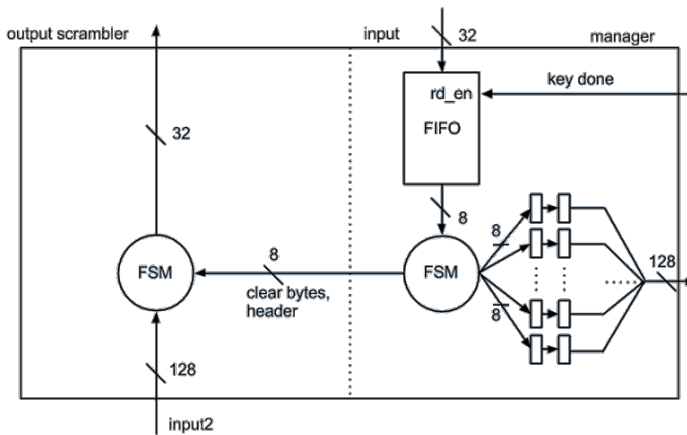 output scrambler
input
32
manager
rd_en
key done
FIFO
32
8
8
FSM
8
FSM
128
clear bytes,
header
8
128
input2